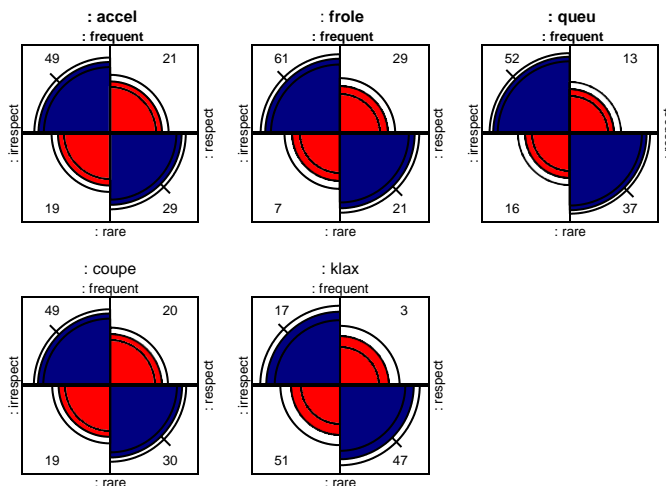 : accel
: frequent
49 21
: irrespect
: respect
19 29
: rare
: frole
: frequent
61 29
: irrespect
: respect
7 21
: rare
: queu
: frequent
52 13
: irrespect
: respect
16 37
: rare
: coupe
: frequent
49 20
: irrespect
: respect
19 30
: rare
: klax
: frequent
17 3
: irrespect
: respect
51 47
: rare